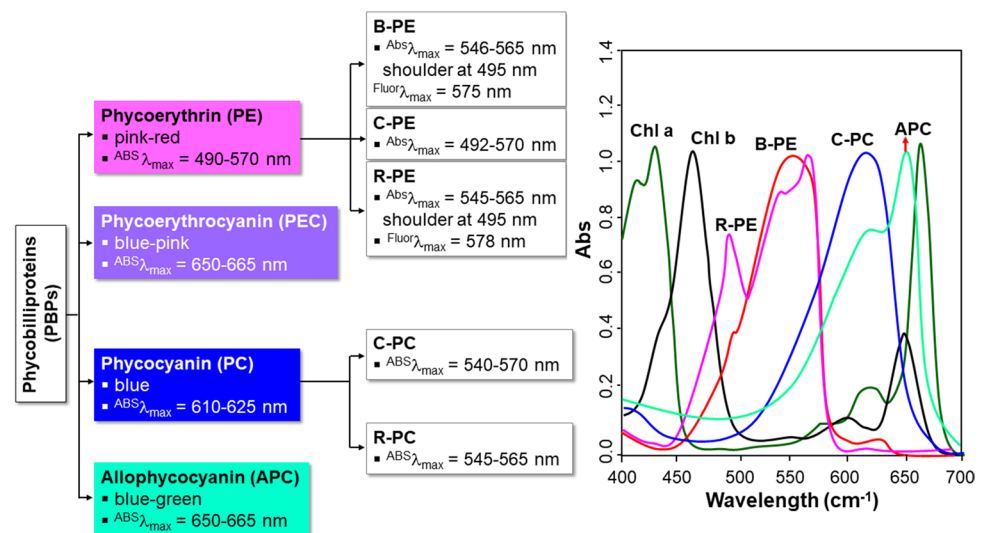 Phycobilliproteins
(PBPs)
Phycoerythrin (PE)
▪ pink-red
▪ ABSλmax = 490-570 nm
Phycoerythrocyanin (PEC)
▪ blue-pink
▪ ABSλmax = 650-665 nm
Phycocyanin (PC)
▪ blue
▪ ABSλmax = 610-625 nm
Allophycocyanin (APC)
▪ blue-green
▪ ABSλmax = 650-665 nm
B-PE
▪ Absλmax = 546-565 nm
shoulder at 495 nm
Fluorλmax = 575 nm
C-PE
▪ Absλmax = 492-570 nm
R-PE
▪ Absλmax = 545-565 nm
shoulder at 495 nm
▪ Fluorλmax = 578 nm
C-PC
▪ ABSλmax = 540-570 nm
R-PC
▪ ABSλmax = 545-565 nm
Abs
1.4
1.2
1.0
0.8
0.6
0.4
0.2
0.0
Chl a
Chl b
R-PE
B-PE
C-PC
APC
400 450 500 550 600 650 700
Wavelength (cm-1)